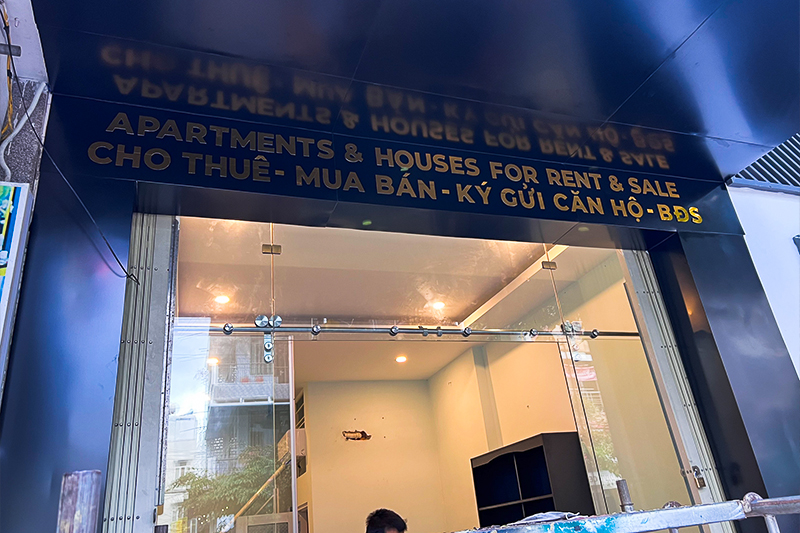 APARTMENTS & HOUSES FOR RENT & SALE
CHO THUÊ - MUA BÁN - KÝ GỬI CĂN HỘ - BĐS